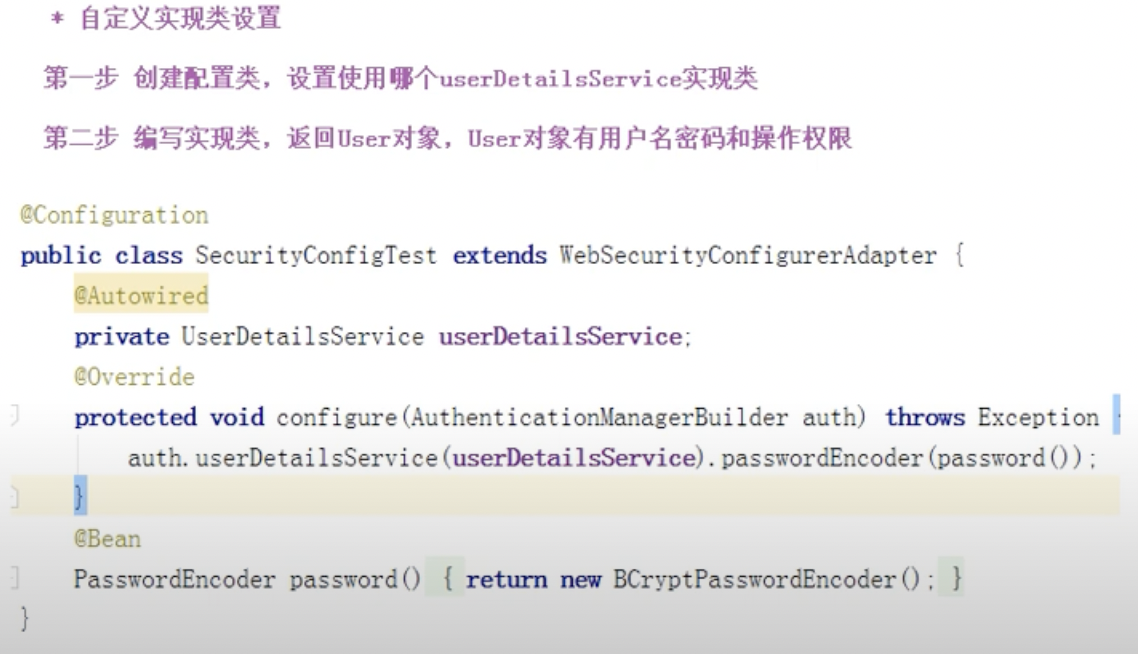 * 自定义实现类设置
第一步 创建配置类，设置使用哪个userDetailsService实现类
第二步 编写实现类，返回User对象，User对象有用户名密码和操作权限
@Configuration
public class SecurityConfigTest extends WebSecurityConfigurerAdapter {
@Autowired
private UserDetailsService userDetailsService;
@Override
protected void configure(AuthenticationManagerBuilder auth) throws Exception {
auth.userDetailsService(userDetailsService).passwordEncoder(password());
}
@Bean
PasswordEncoder password() { return new BCryptPasswordEncoder(); }
}